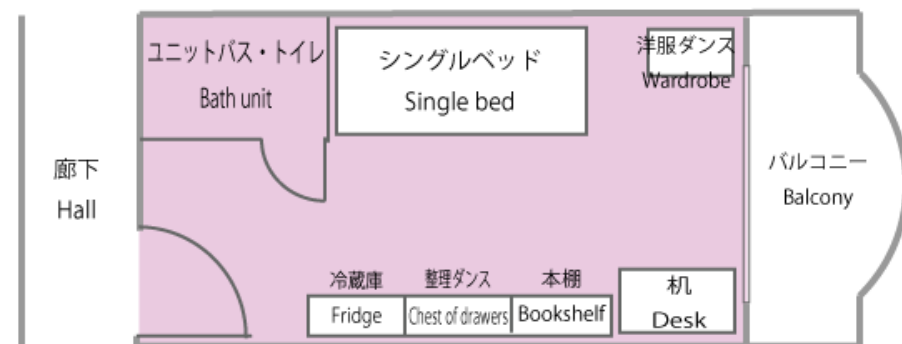 ユニットバス・トイレ
Bath unit
シングルベッド
Single bed
洋服ダンス
Wardrobe
廊下
Hall
バルコニー
Balcony
冷蔵庫
Fridge
整理ダンス
Chest of drawers
本棚
Bookshelf
机
Desk